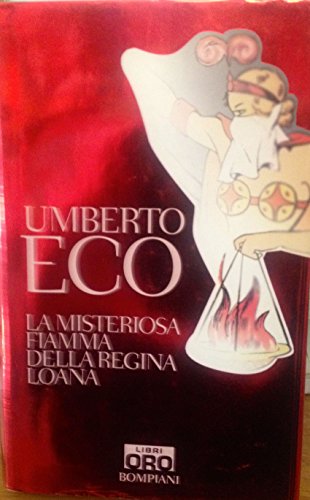 UMBERTO
ECO
LA MISTERIOSA
FIAMMA
DELLA REGINA
LOANA
LIBRI
ORO
BOMPIANI